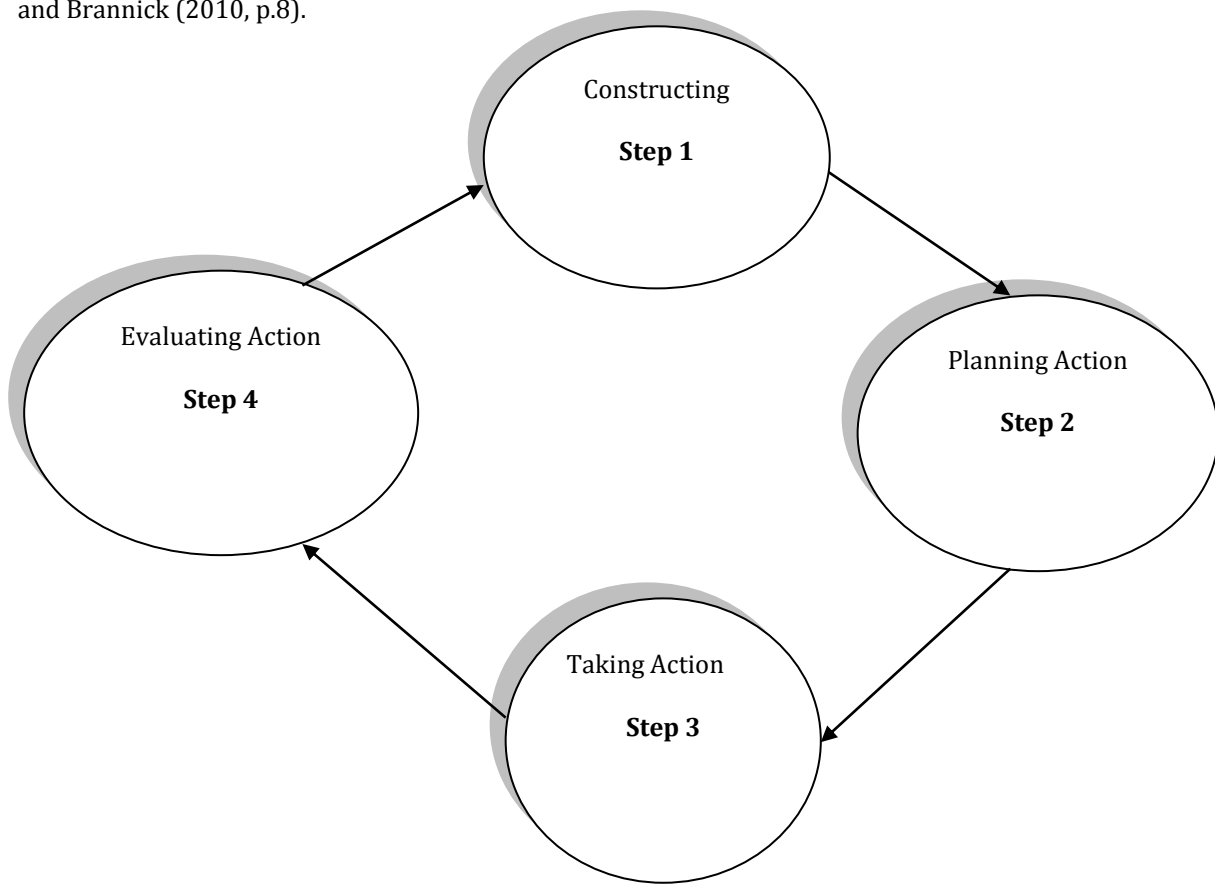 and Brannick (2010, p.8).
Constructing
Step 1
Evaluating Action
Step 4
Planning Action
Step 2
Taking Action
Step 3